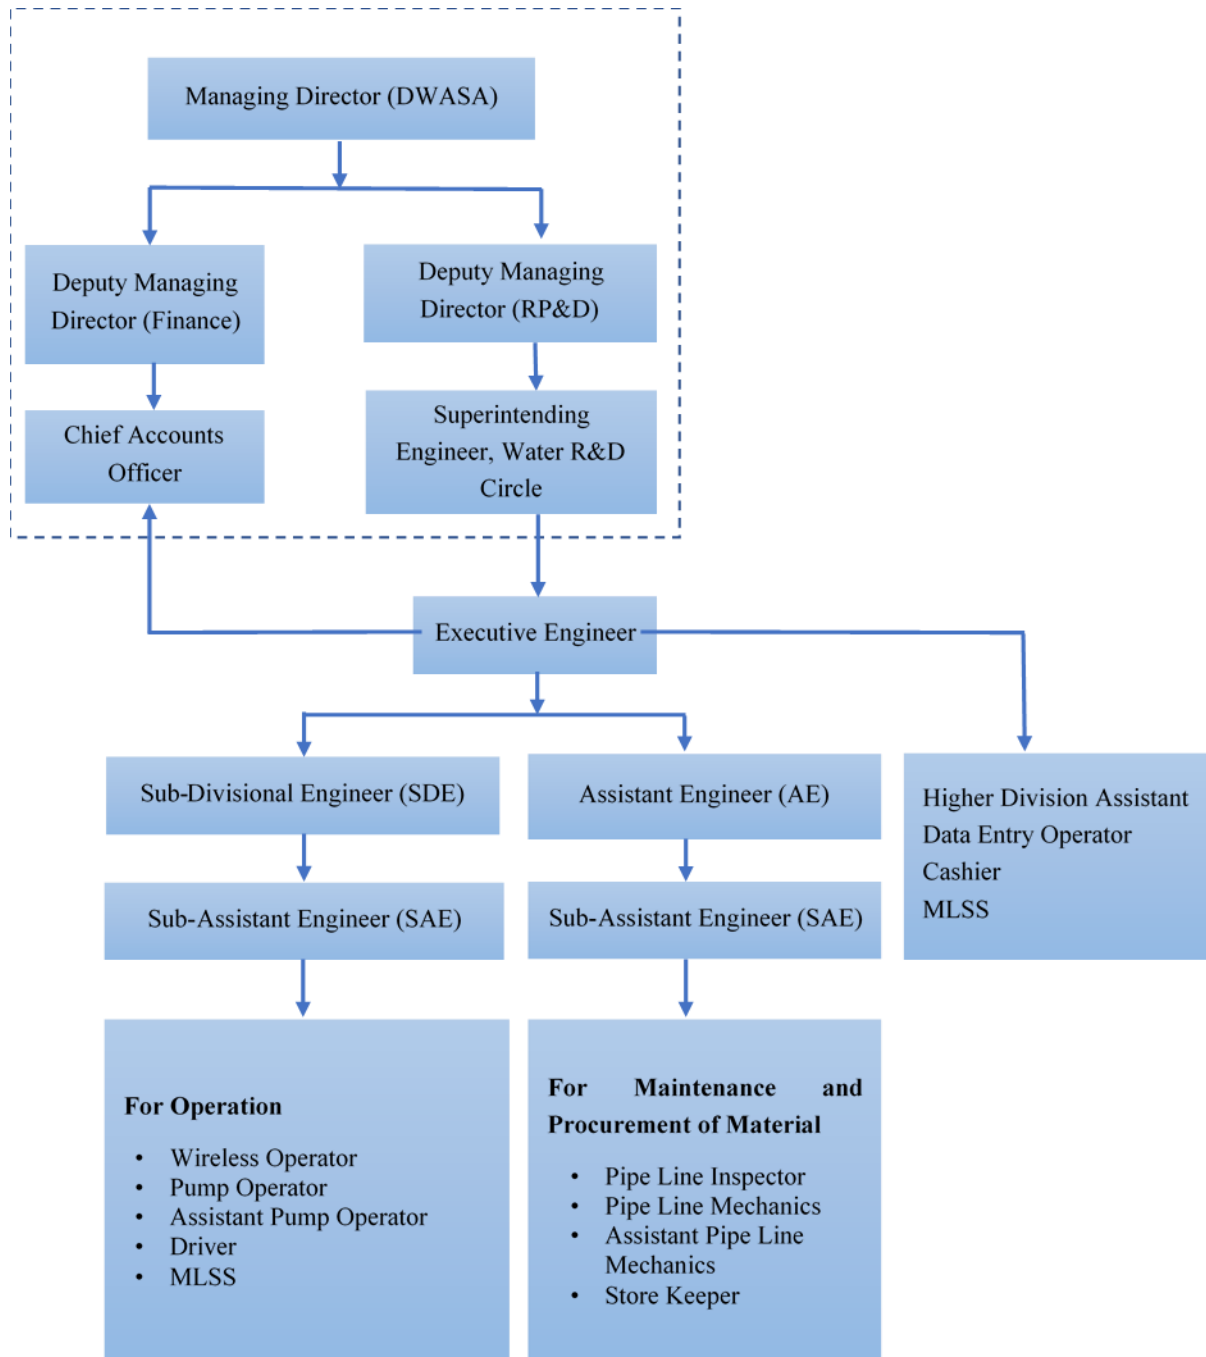 Managing Director (DWASA)
Deputy Managing
Director (Finance)
Deputy Managing
Director (RP&D)
Chief Accounts
Officer
Superintending
Engineer, Water R&D
Circle
Executive Engineer
Sub-Divisional Engineer (SDE)
Assistant Engineer (AE)
Higher Division Assistant
Data Entry Operator
Cashier
MLSS
Sub-Assistant Engineer (SAE)
Sub-Assistant Engineer (SAE)
For Operation
• Wireless Operator
• Pump Operator
• Assistant Pump Operator
• Driver
• MLSS
For Maintenance and
Procurement of Material
• Pipe Line Inspector
• Pipe Line Mechanics
• Assistant Pipe Line
Mechanics
• Store Keeper